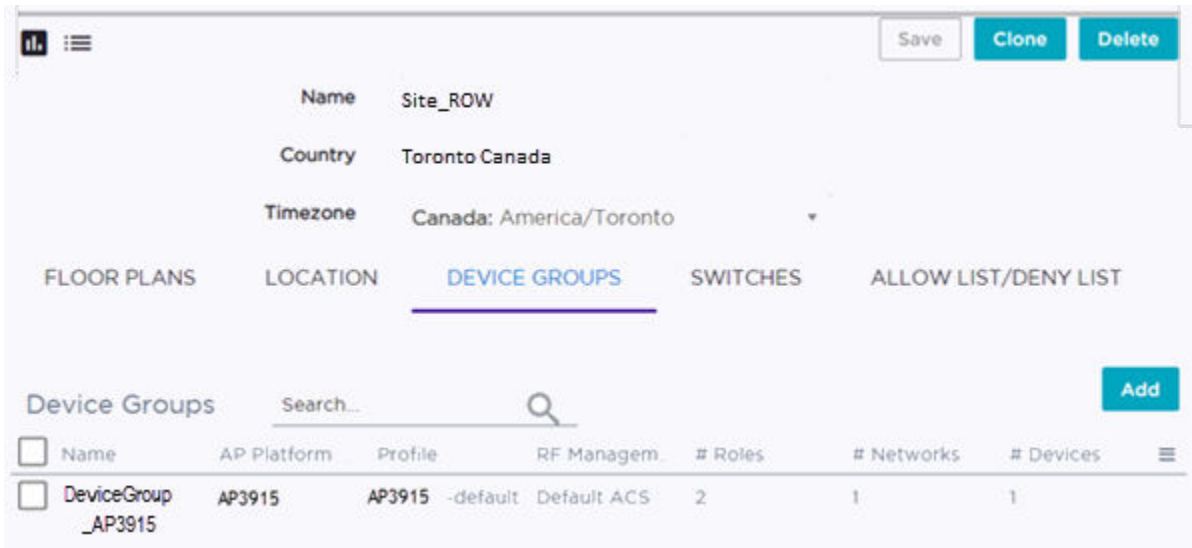 Save Clone Delete
Name Site_ROW
Country Toronto Canada
Timezone Canada: America/Toronto
FLOOR PLANS LOCATION DEVICE GROUPS SWITCHES ALLOW LIST/DENY LIST
Add
Device Groups Search...
Name AP Platform Profile RF Managem... # Roles # Networks # Devices
DeviceGroup AP3915 AP3915 -default Default ACS 2 1 1
_AP3915